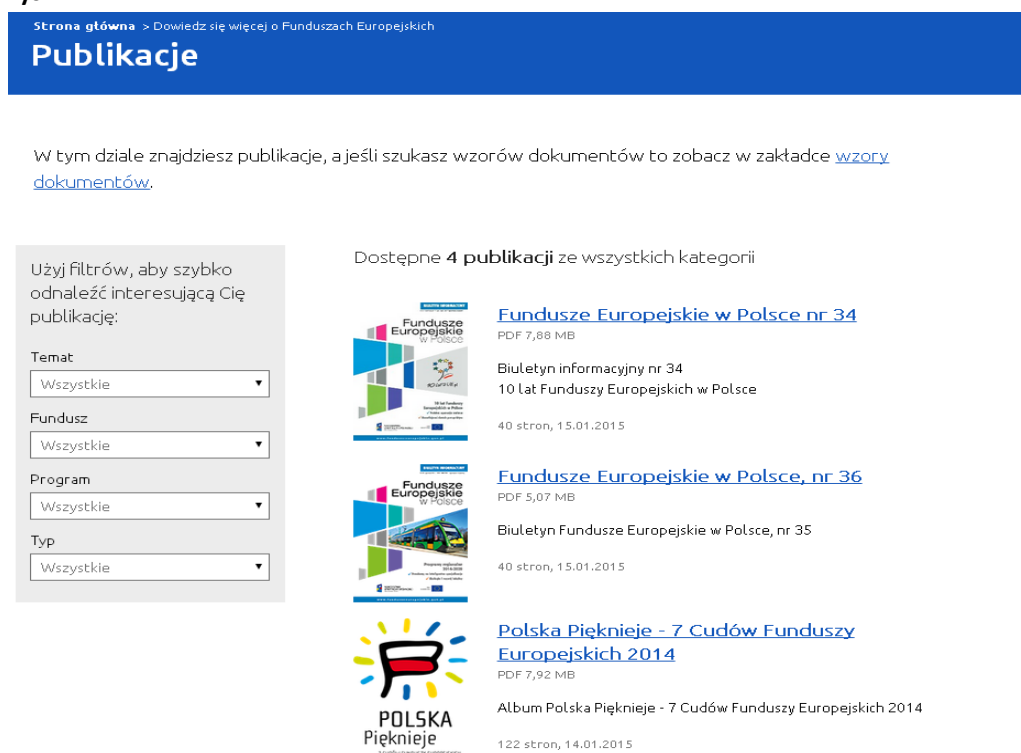 Strona główna > Dowiedz się więcej o Funduszach Europejskich
Publikacje
W tym dziale znajdziesz publikacje, a jeśli szukasz wzorów dokumentów to zobacz w zakładce wzory
dokumentów.
Użyj filtrów, aby szybko
odnaleźć interesującą Cię
publikację:
Temat
Wszystkie
Fundusz
Wszystkie
Program
Wszystkie
Typ
Wszystkie
Dostępne 4 publikacji ze wszystkich kategorii
Fundusze
Europejskie
w Polsce
Fundusze Europejskie w Polsce nr 34
PDF 7,88 MB
Biuletyn informacyjny nr 34
10 lat Funduszy Europejskich w Polsce
40 stron, 15.01.2015
Fundusze
Europejskie
w Polsce
Fundusze Europejskie w Polsce, nr 36
PDF 5,07 MB
Biuletyn Fundusze Europejskie w Polsce, nr 35
40 stron, 15.01.2015
POLSKA
Pięknieje
Polska Pięknieje - 7 Cudów Funduszy
Europejskich 2014
PDF 7,92 MB
Album Polska Pięknieje - 7 Cudów Funduszy Europejskich 2014
122 stron, 14.01.2015